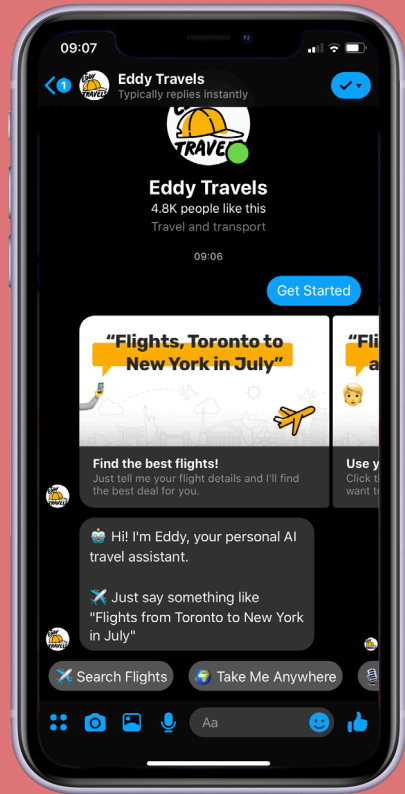 09:07
1
Eddy Travels
Typically replies instantly
TRAVEL
Eddy Travels
4.8K people like this
Travel and transport
09:06
Get Started
“Flights, Toronto to
New York in July”
“Fli
a
Find the best flights!
Just tell me your flight details and I'll find
the best deal for you.
Use y
Click t
want to
Hi! I'm Eddy, your personal AI
travel assistant.
Just say something like
"Flights from Toronto to New York
in July"
Search Flights
Take Me Anywhere
Aa